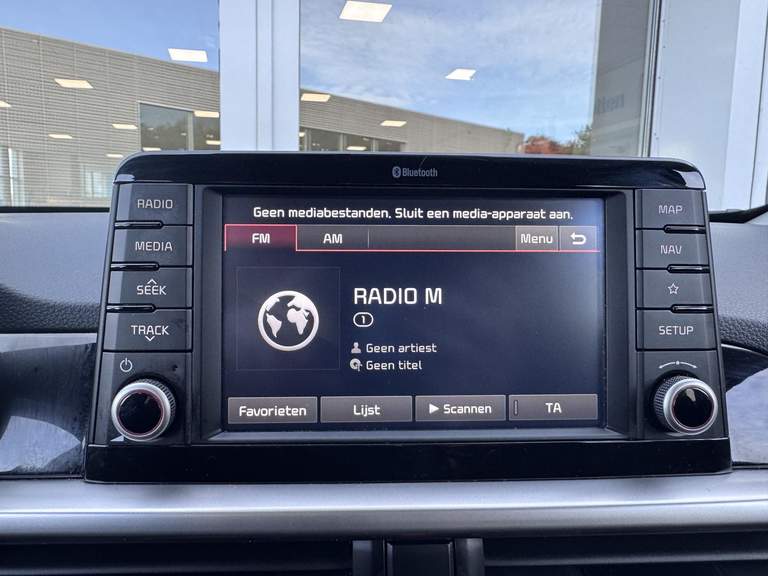 Bluetooth
RADIO
MEDIA
SEEK
TRACK
Geen mediabestanden. Sluit een media-apparaat aan.
FM AM Menu
RADIO M
1
Geen artiest
Geen titel
Favorieten Lijst Scannen TA
MAP
NAV
SETUP